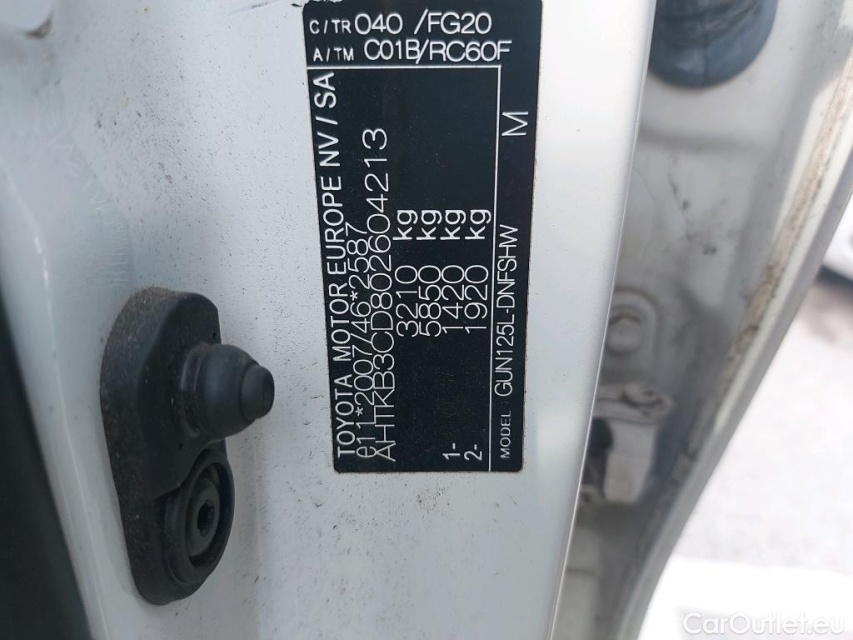 C/TR 040 /FG20
A/TM C01B/RC60F
TOYOTA MOTOR EUROPE NV / SA
e11*2007/46*2587
AHTKB3CD802604213
3210 kg
5850 kg
1- 1420 kg
2- 1920 kg
MODEL GUN125L-DNFSHW M
CarOutlet.eu